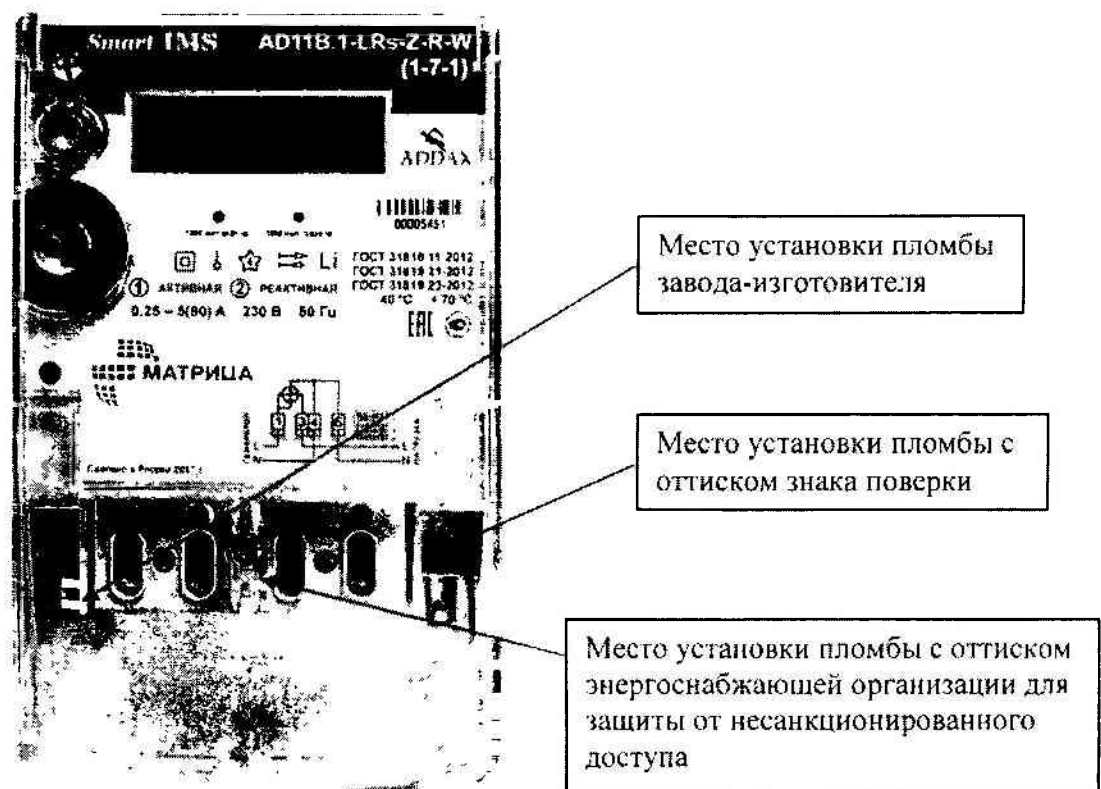 Smart IMS AD11B.1-LRs-Z-R-W
(1-7-1)
ADDAX
00005451
ГОСТ 31818 11-2012
Li ГОСТ 31819 21-2012
1 АКТИВНАЯ 2 РЕАКТИВНАЯ ГОСТ 31819 23-2012
40 °C +70 °C
0.25 – 5(80) А 230 В 50 Гц
EAC
МАТРИЦА
Сделано в России 2017 г.
Место установки пломбы
завода-изготовителя
Место установки пломбы с
оттиском знака поверки
Место установки пломбы с оттиском
энергоснабжающей организации для
защиты от несанкционированного
доступа